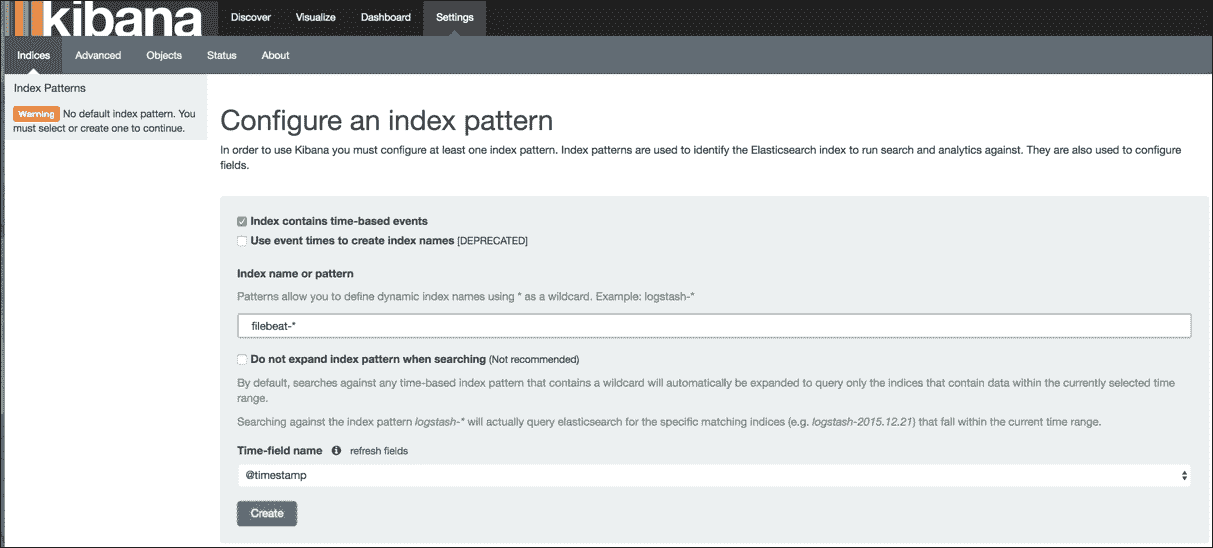 kibana
Discover
Visualize
Dashboard
Settings
Indices
Advanced
Objects
Status
About
Index Patterns
Warning No default index pattern. You
must select or create one to continue.
Configure an index pattern
In order to use Kibana you must configure at least one index pattern. Index patterns are used to identify the Elasticsearch index to run search and analytics against. They are also used to configure
fields.
Index contains time-based events
Use event times to create index names [DEPRECATED]
Index name or pattern
Patterns allow you to define dynamic index names using * as a wildcard. Example: logstash-*
filebeat-*
Do not expand index pattern when searching (Not recommended)
By default, searches against any time-based index pattern that contains a wildcard will automatically be expanded to query only the indices that contain data within the currently selected time
range.
Searching against the index pattern logstash-* will actually query elasticsearch for the specific matching indices (e.g. logstash-2015.12.21) that fall within the current time range.
Time-field name refresh fields
@timestamp
Create